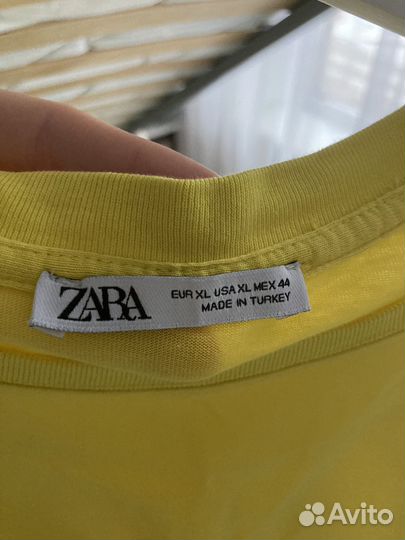 ZARA
EUR XL USA XL MEX 44
MADE IN TURKEY
Avito